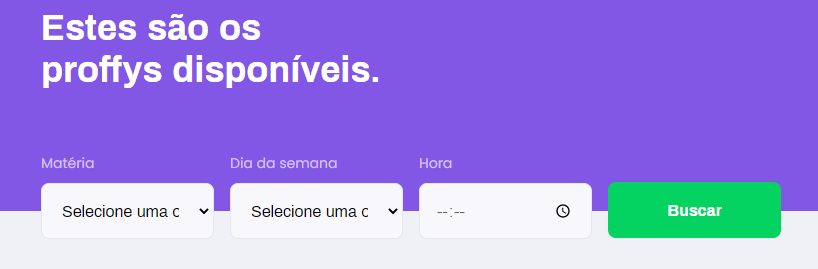 Estes são os
proffys disponíveis.
Matéria Dia da semana Hora
Selecione uma c Selecione uma c --:-- Buscar